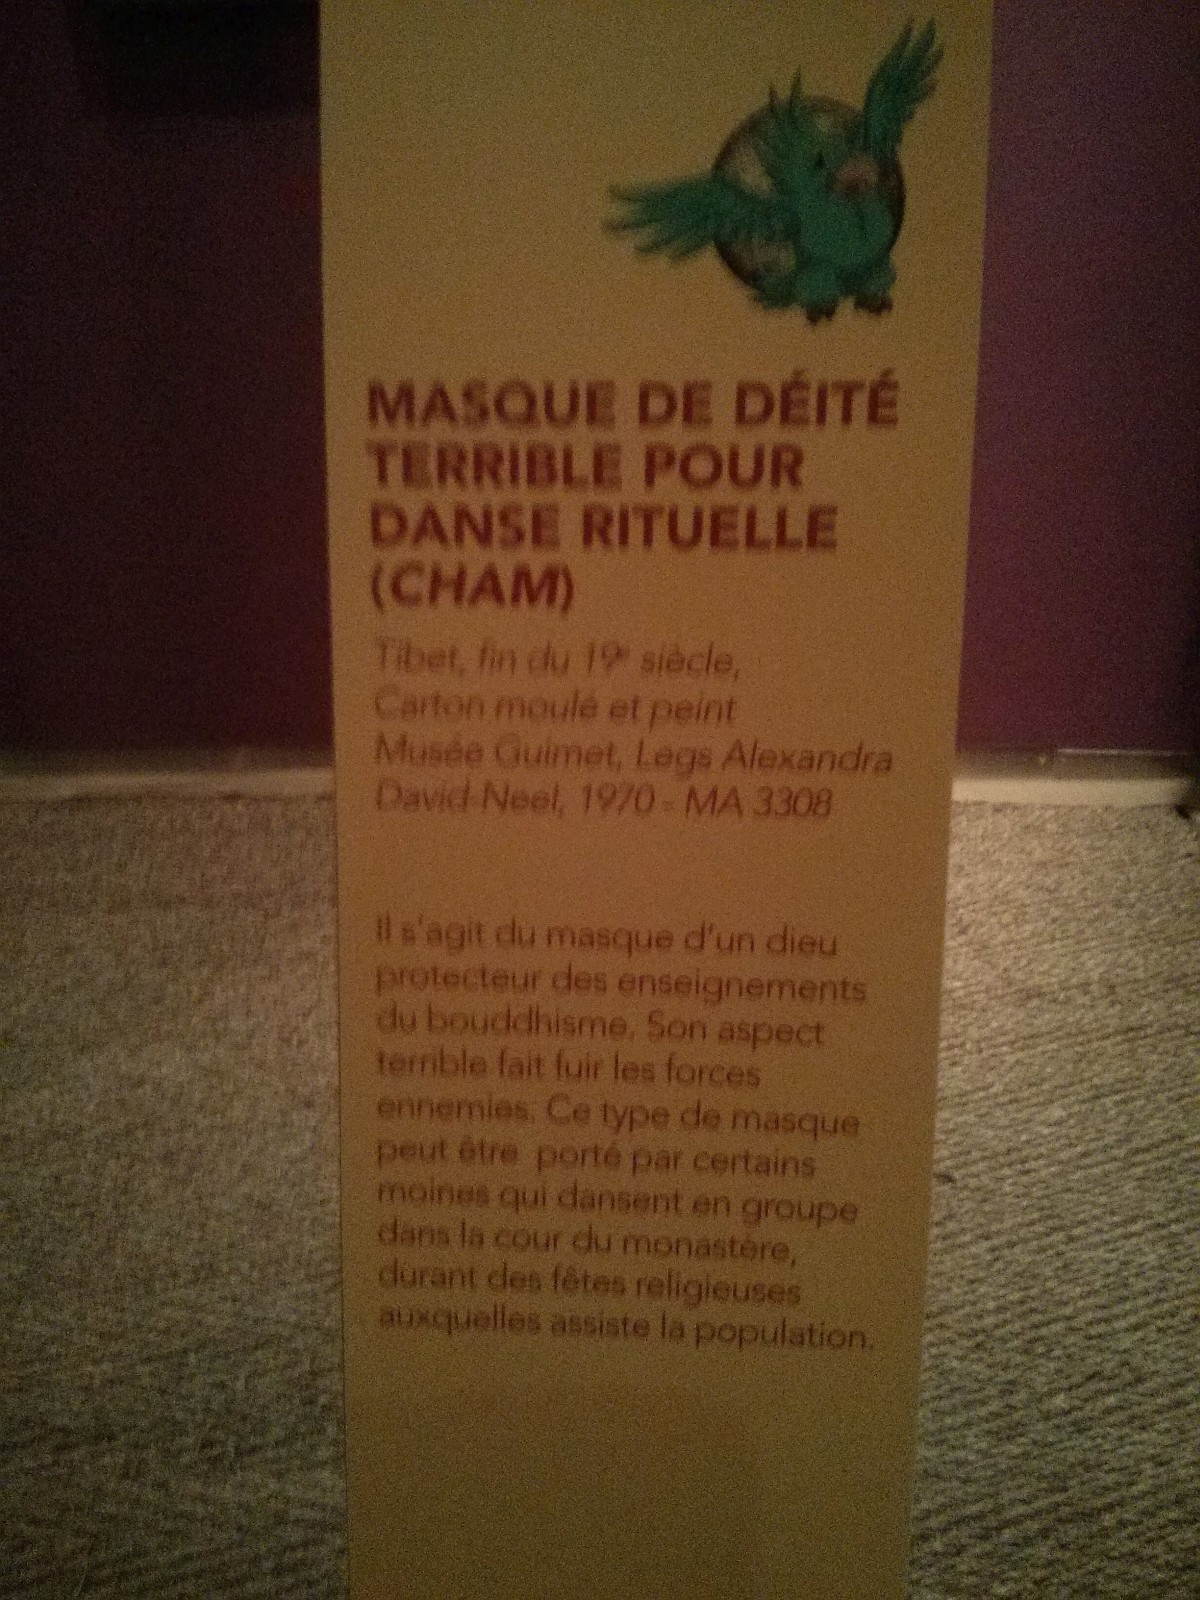 MASQUE DE DÉITÉ
TERRIBLE POUR
DANSE RITUELLE
(CHAM)
Tibet, fin du 19e siècle,
Carton moulé et peint
Musée Guimet, Legs Alexandra
David-Neel, 1970 - MA 3308
Il s'agit du masque d'un dieu
protecteur des enseignements
du bouddhisme. Son aspect
terrible fait fuir les forces
ennemies. Ce type de masque
peut être porté par certains
moines qui dansent en groupe
dans la cour du monastère,
durant des fêtes religieuses
auxquelles assiste la population.